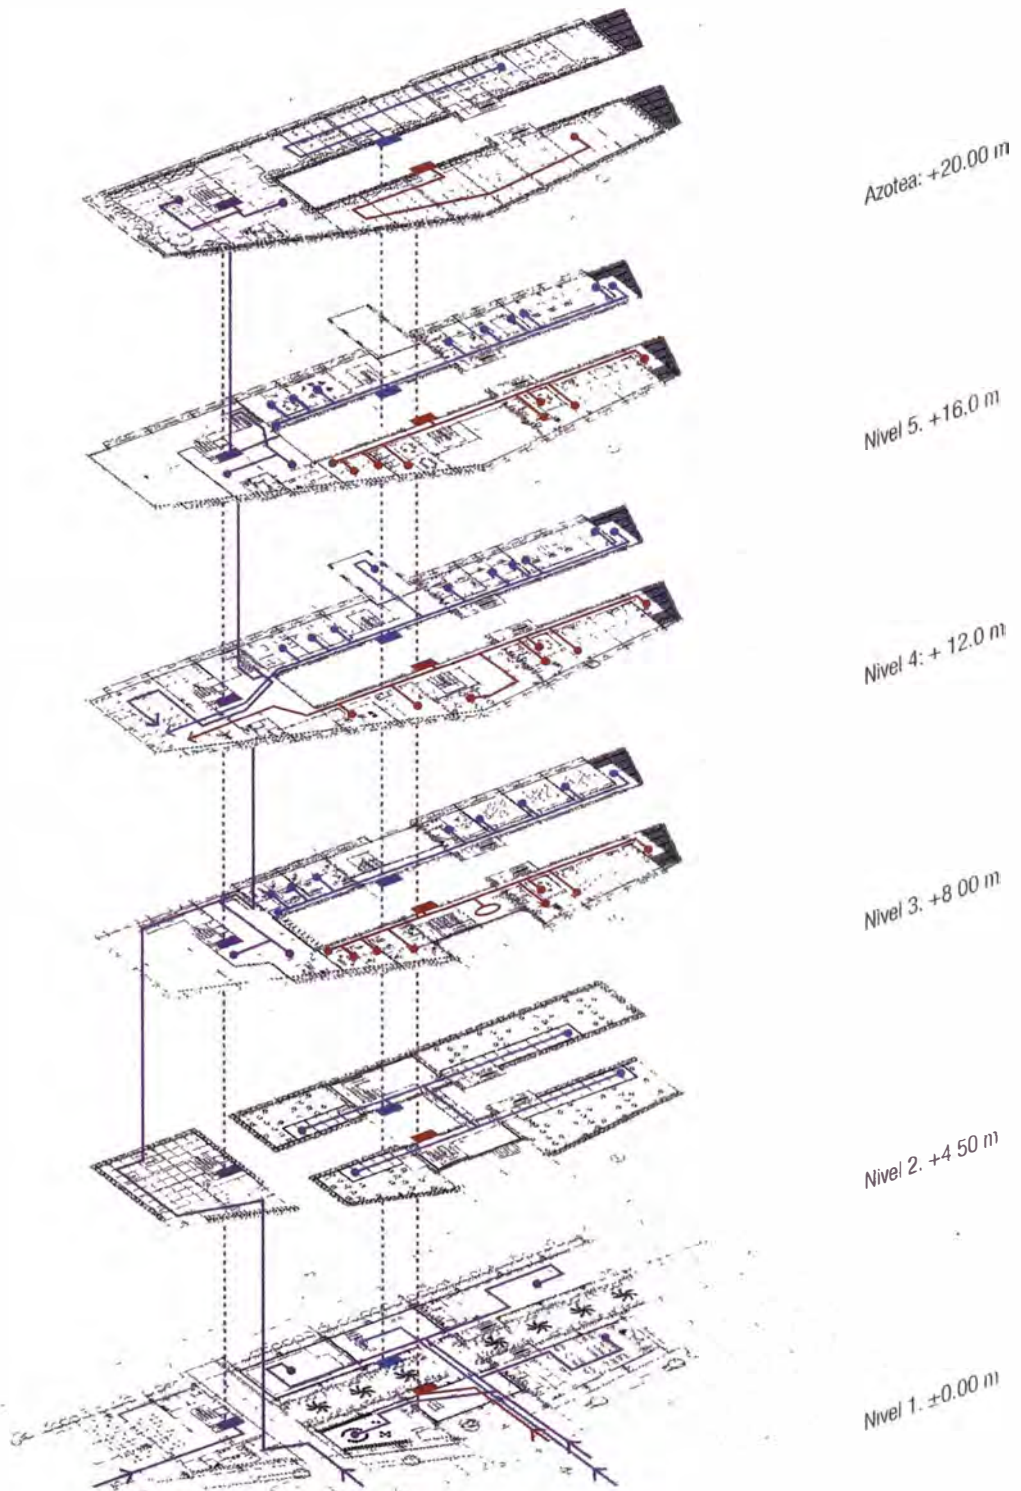 Azotea: +20.00 m
Nivel 5. +16.0 m
Nivel 4: + 12.0 m
Nivel 3. +8 00 m
Nivel 2. +4 50 m
Nivel 1. ±0.00 m